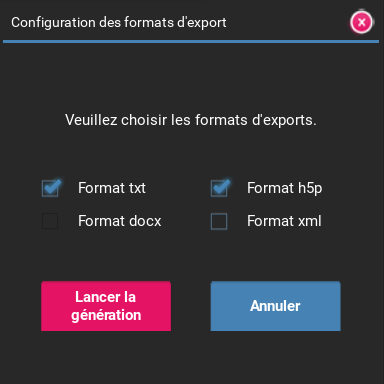 Configuration des formats d'export
Veuillez choisir les formats d'exports.
Format txt
Format h5p
Format docx
Format xml
Lancer la
génération
Annuler